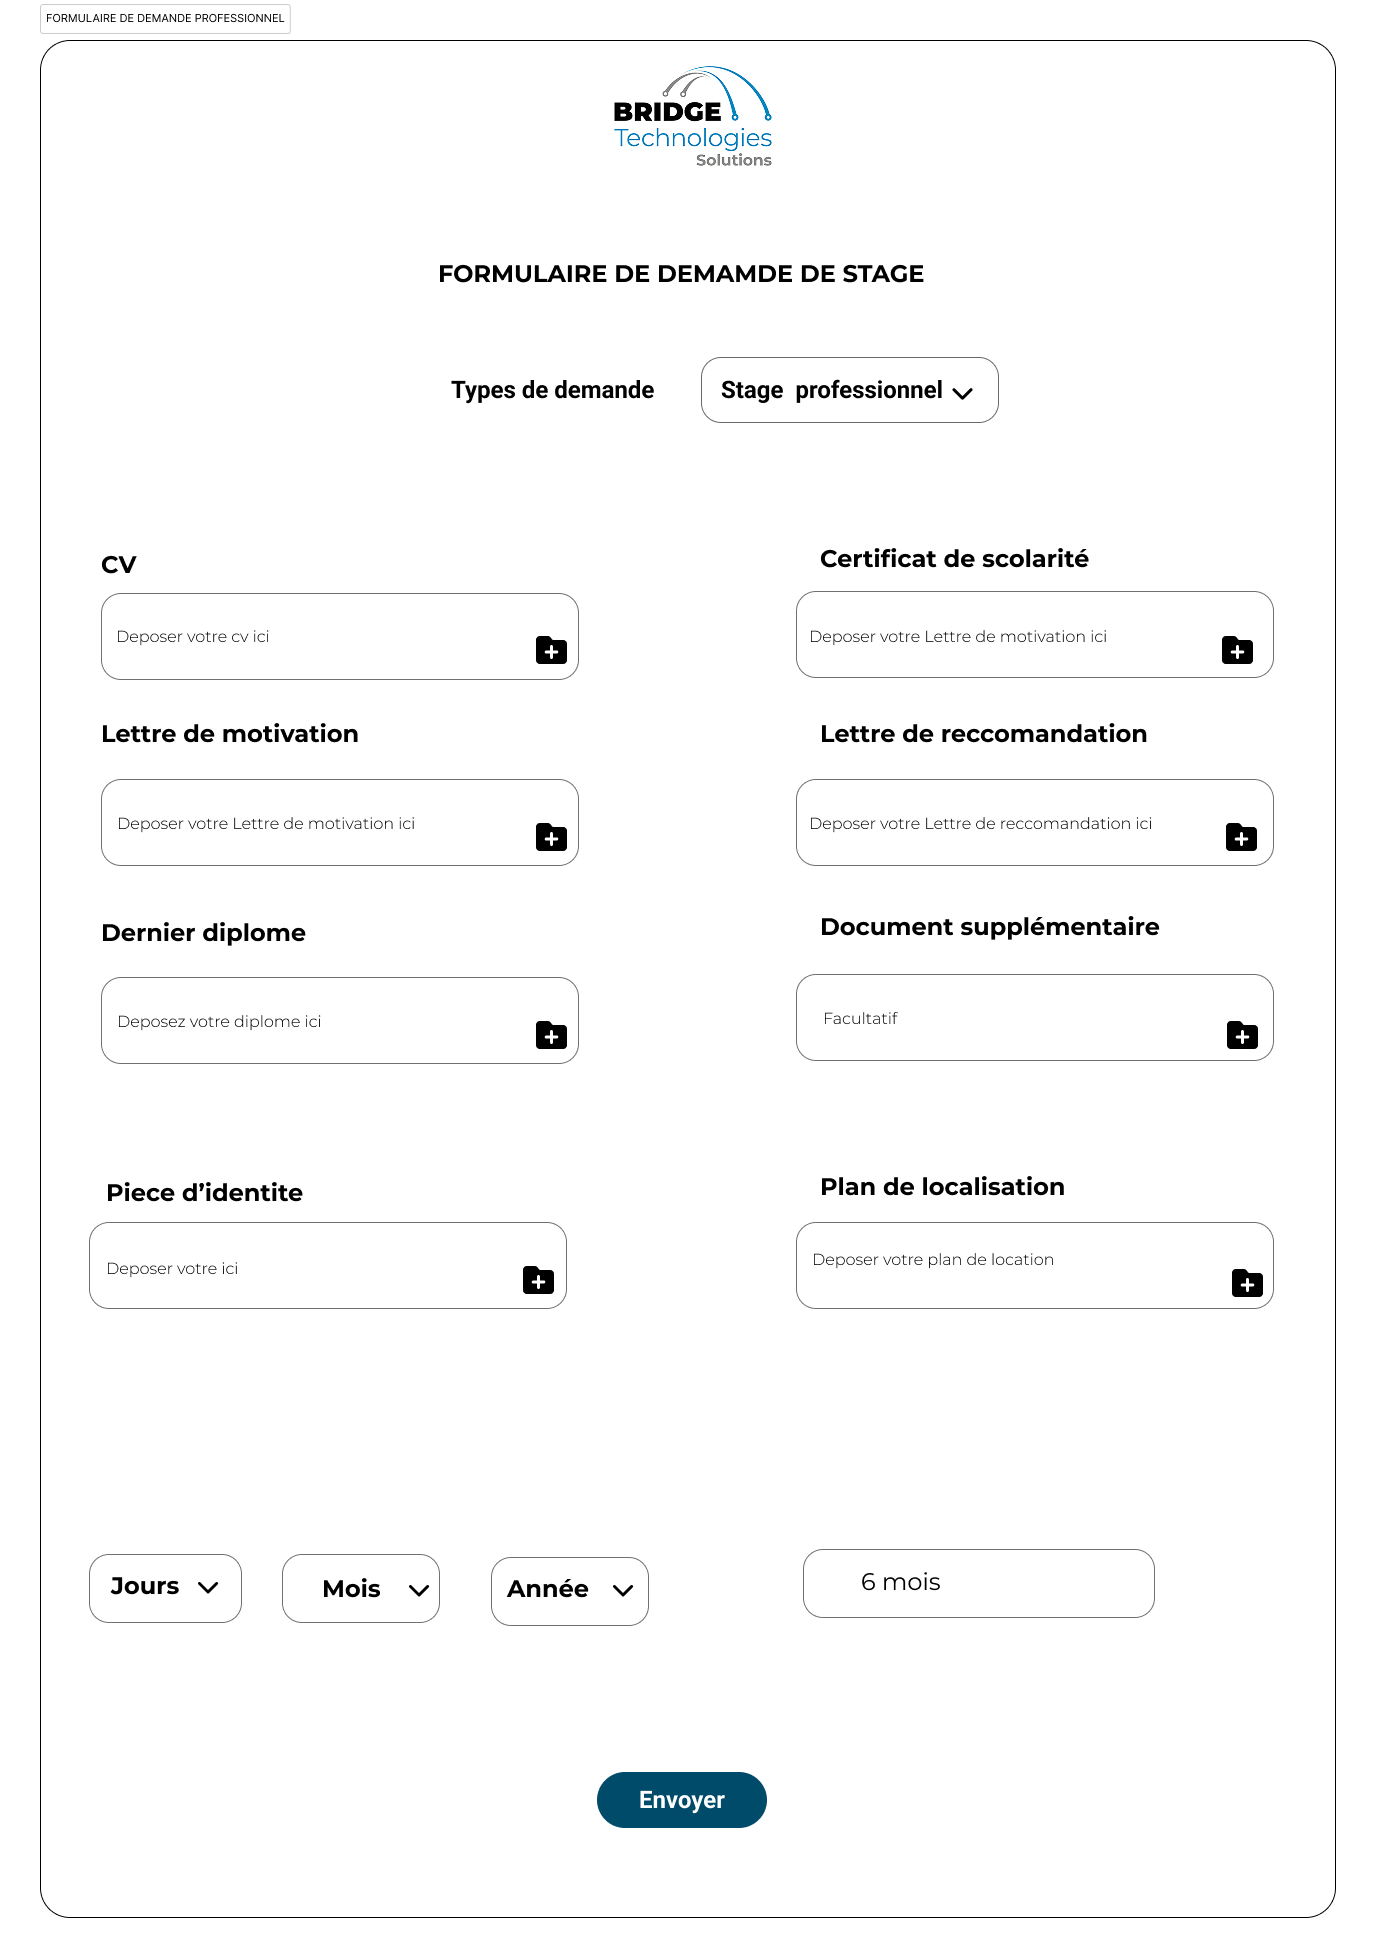 FORMULAIRE DE DEMANDE PROFESSIONNEL
BRIDGE
Technologies
Solutions
FORMULAIRE DE DEMAMDE DE STAGE
Types de demande
Stage professionnel
CV
Certificat de scolarité
Deposer votre cv ici
Deposer votre Lettre de motivation ici
Lettre de motivation
Lettre de reccomandation
Deposer votre Lettre de motivation ici
Deposer votre Lettre de reccomandation ici
Dernier diplome
Document supplémentaire
Deposez votre diplome ici
Facultatif
Piece d’identite
Plan de localisation
Deposer votre ici
Deposer votre plan de location
Jours
Mois
Année
6 mois
Envoyer